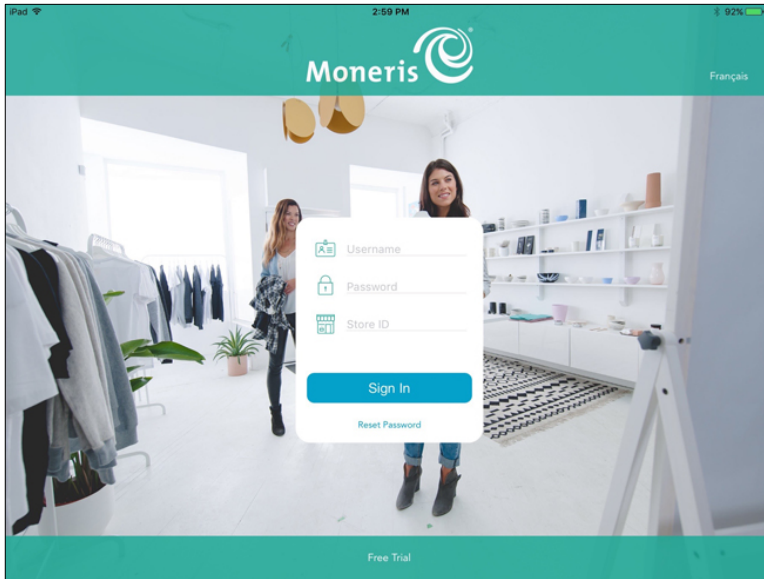 iPad 2:59 PM 92%
Moneris
Français
Username
Password
Store ID
Sign In
Reset Password
Free Trial